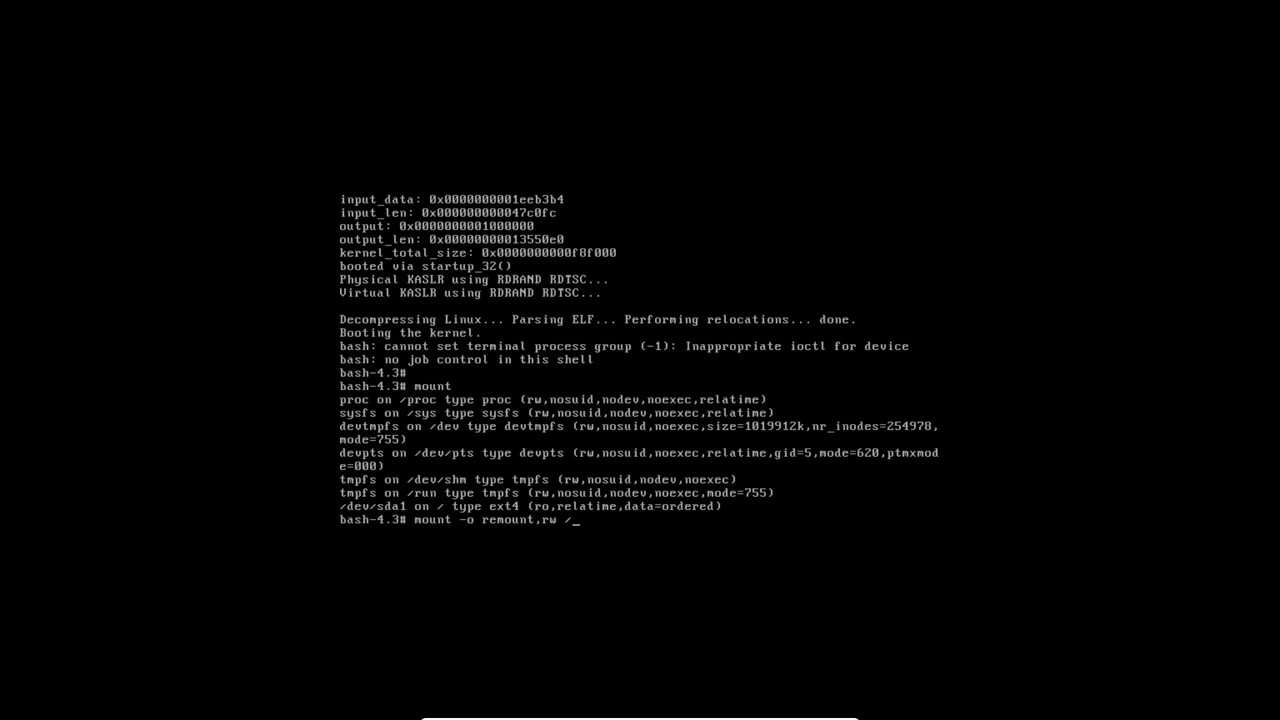 input_data: 0x0000000001eeb3b4
input_len: 0x000000000047c0fc
output: 0x0000000001000000
output_len: 0x00000000013550e0
kernel_total_size: 0x0000000000f8f000
booted via startup_32()
Physical KASLR using RDRAND RDTSC...
Virtual KASLR using RDRAND RDTSC...
Decompressing Linux... Parsing ELF... Performing relocations... done.
Booting the kernel.
bash: cannot set terminal process group (-1): Inappropriate ioctl for device
bash: no job control in this shell
bash-4.3#
bash-4.3# mount
proc on /proc type proc (rw,nosuid,nodev,noexec,relatime)
sysfs on /sys type sysfs (rw,nosuid,nodev,noexec,relatime)
devtmpfs on /dev type devtmpfs (rw,nosuid,noexec,size=1019912k,nr_inodes=254978,
mode=755)
devpts on /dev/pts type devpts (rw,nosuid,noexec,relatime,gid=5,mode=620,ptmxmod
e=000)
tmpfs on /dev/shm type tmpfs (rw,nosuid,nodev,noexec)
tmpfs on /run type tmpfs (rw,nosuid,nodev,noexec,mode=755)
/dev/sda1 on / type ext4 (ro,relatime,data=ordered)
bash-4.3# mount -o remount,rw /_